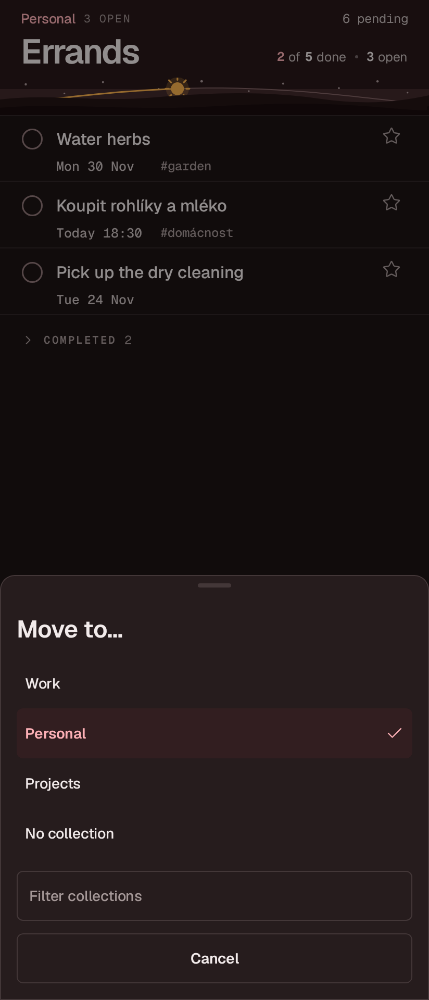 Personal 3 OPEN 6 pending
Errands 2 of 5 done • 3 open
Water herbs
Mon 30 Nov #garden
Koupit rohlíky a mléko
Today 18:30 #domácnost
Pick up the dry cleaning
Tue 24 Nov
COMPLETED 2
Move to…
Work
Personal
Projects
No collection
Filter collections
Cancel